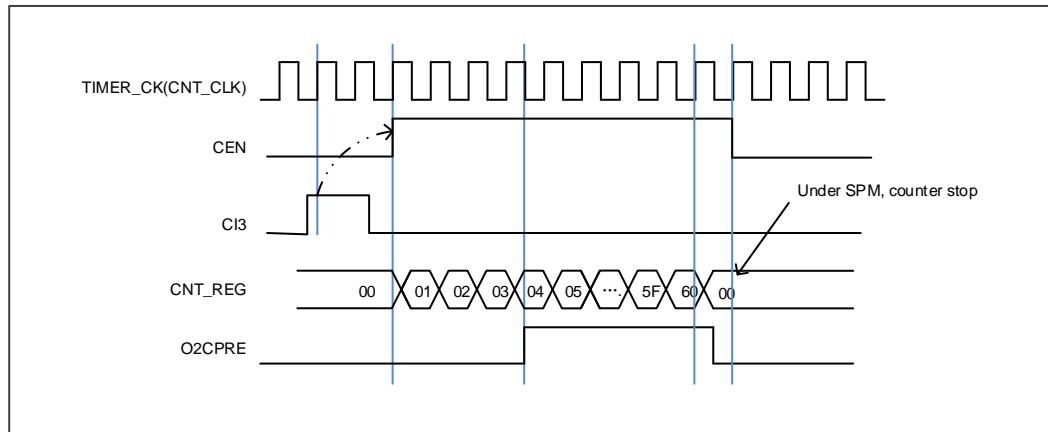 TIMER_CK(CNT_CLK)
CEN
Under SPM, counter stop
CI3
CNT_REG 00 01 02 03 04 05 .... 5F 60 00
O2CPRE